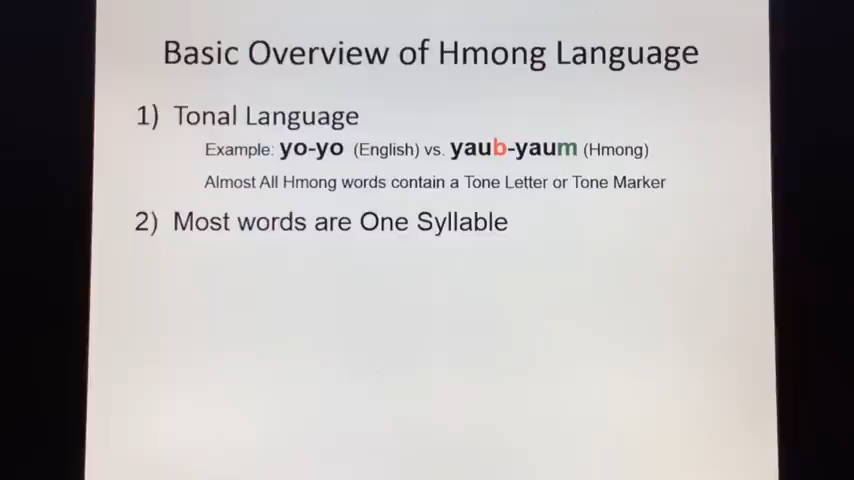 Basic Overview of Hmong Language
1) Tonal Language
Example: yo-yo (English) vs. yaub-yaum (Hmong)
Almost All Hmong words contain a Tone Letter or Tone Marker
2) Most words are One Syllable